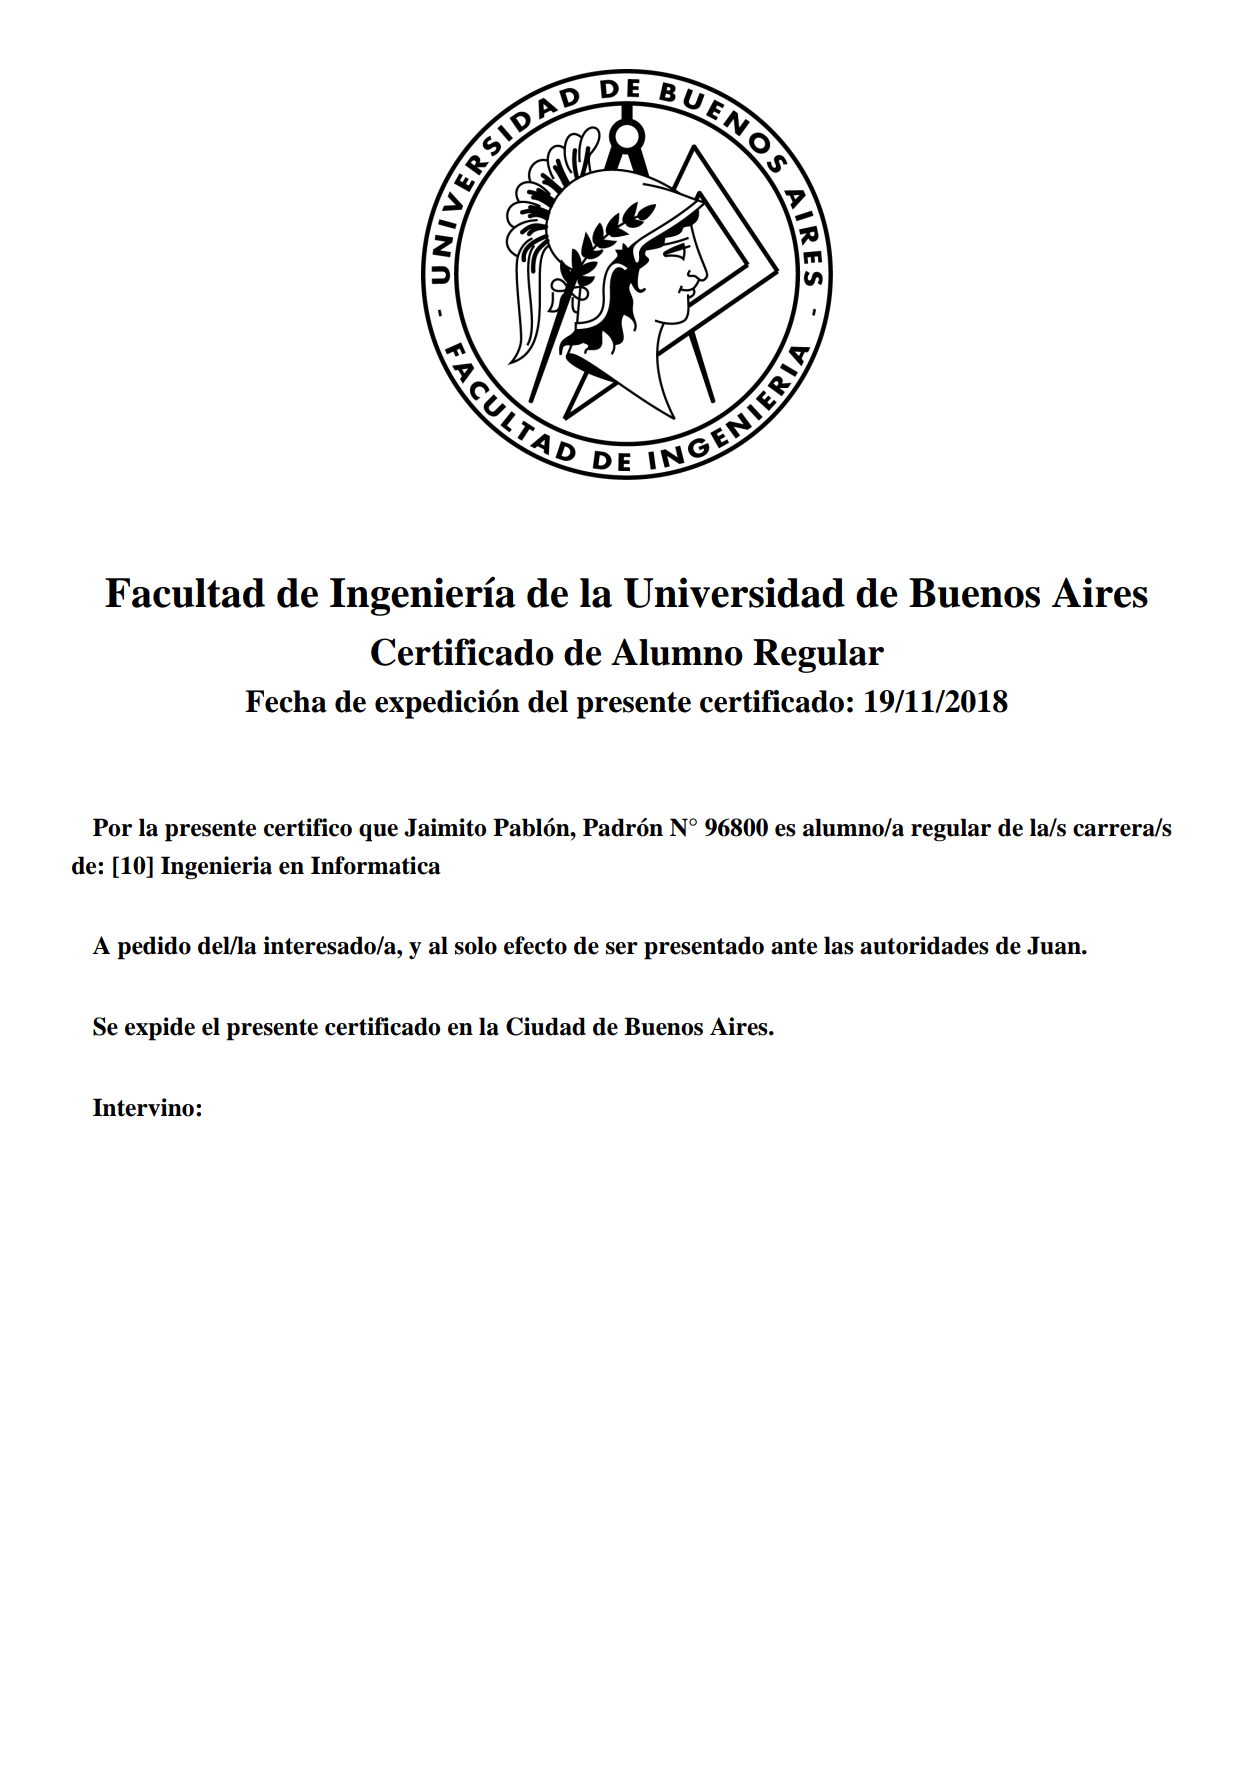 UNIVERSIDAD DE BUENOS AIRES
- FACULTAD DE INGENIERIA -
Facultad de Ingeniería de la Universidad de Buenos Aires
Certificado de Alumno Regular
Fecha de expedición del presente certificado: 19/11/2018
Por la presente certifico que Jaimito Pablón, Padrón N° 96800 es alumno/a regular de la/s carrera/s
de: [10] Ingenieria en Informatica
A pedido del/la interesado/a, y al solo efecto de ser presentado ante las autoridades de Juan.
Se expide el presente certificado en la Ciudad de Buenos Aires.
Intervino: